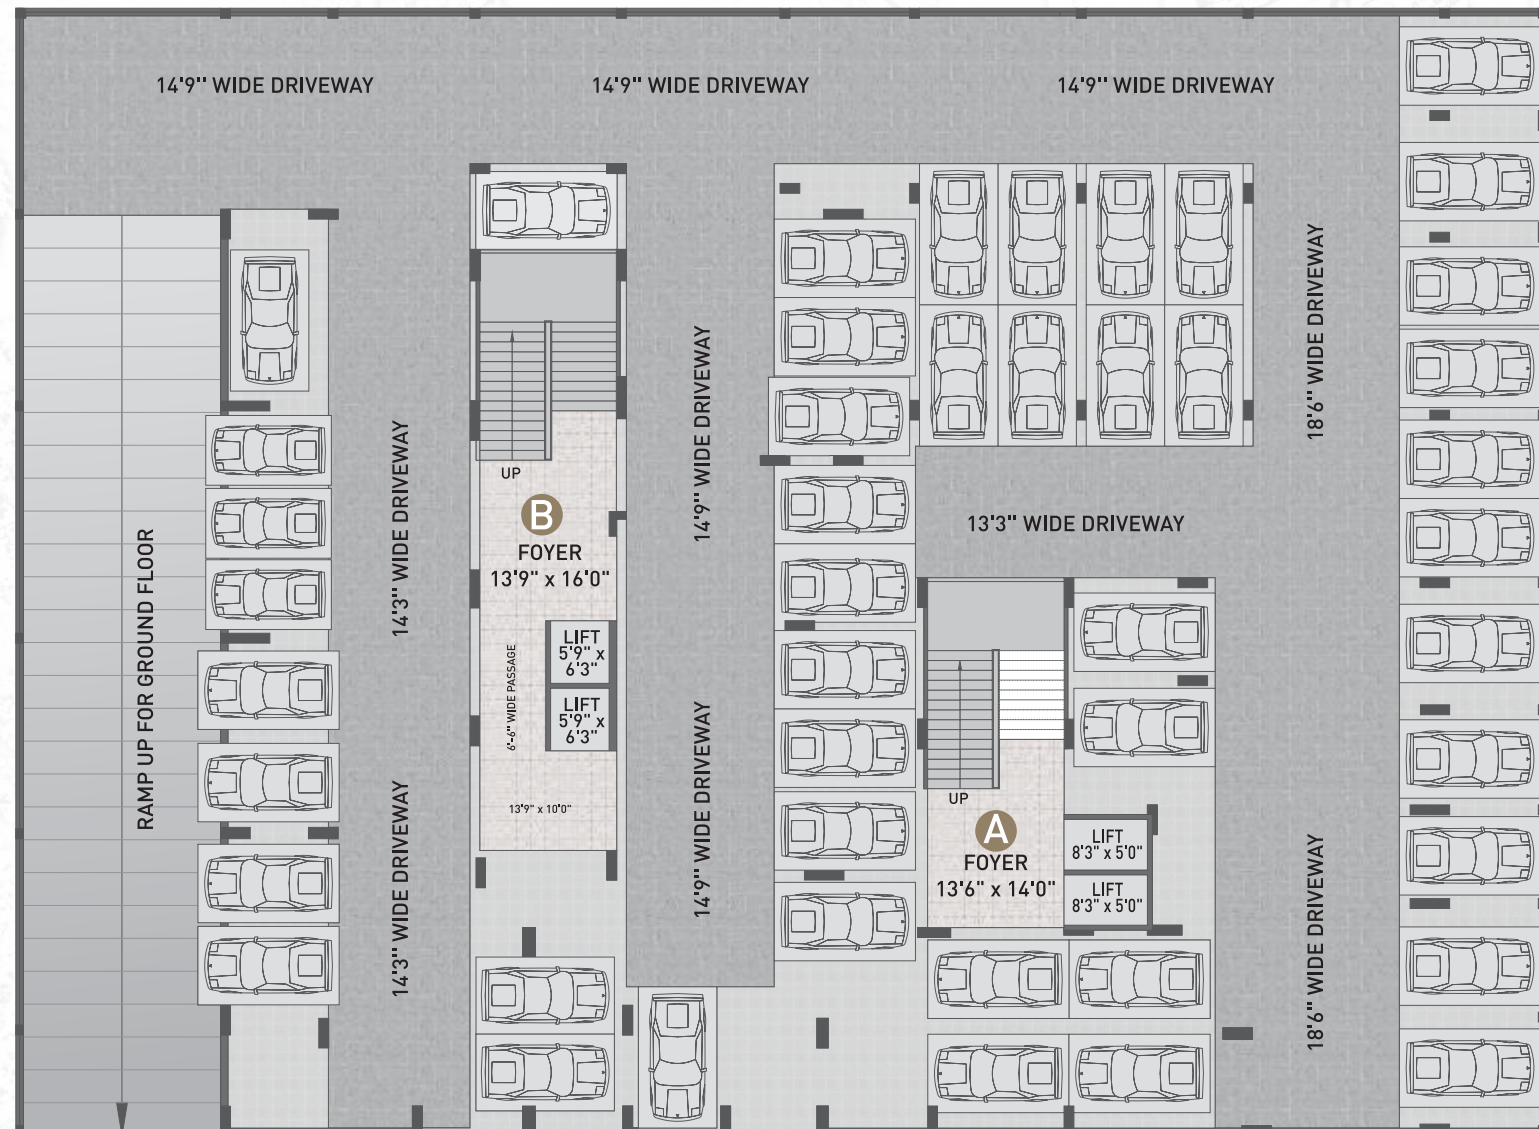 14'9" WIDE DRIVEWAY
14'9" WIDE DRIVEWAY
14'9" WIDE DRIVEWAY
RAMP UP FOR GROUND FLOOR
14'3" WIDE DRIVEWAY
14'3" WIDE DRIVEWAY
UP
B
FOYER
13'9" x 16'0"
LIFT
5'9" x
6'3"
LIFT
5'9" x
6'3"
6'-6" WIDE PASSAGE
13'9" x 10'0"
14'9" WIDE DRIVEWAY
14'9" WIDE DRIVEWAY
13'3" WIDE DRIVEWAY
UP
A
FOYER
13'6" x 14'0"
LIFT
8'3" x 5'0"
LIFT
8'3" x 5'0"
18'6" WIDE DRIVEWAY
18'6" WIDE DRIVEWAY